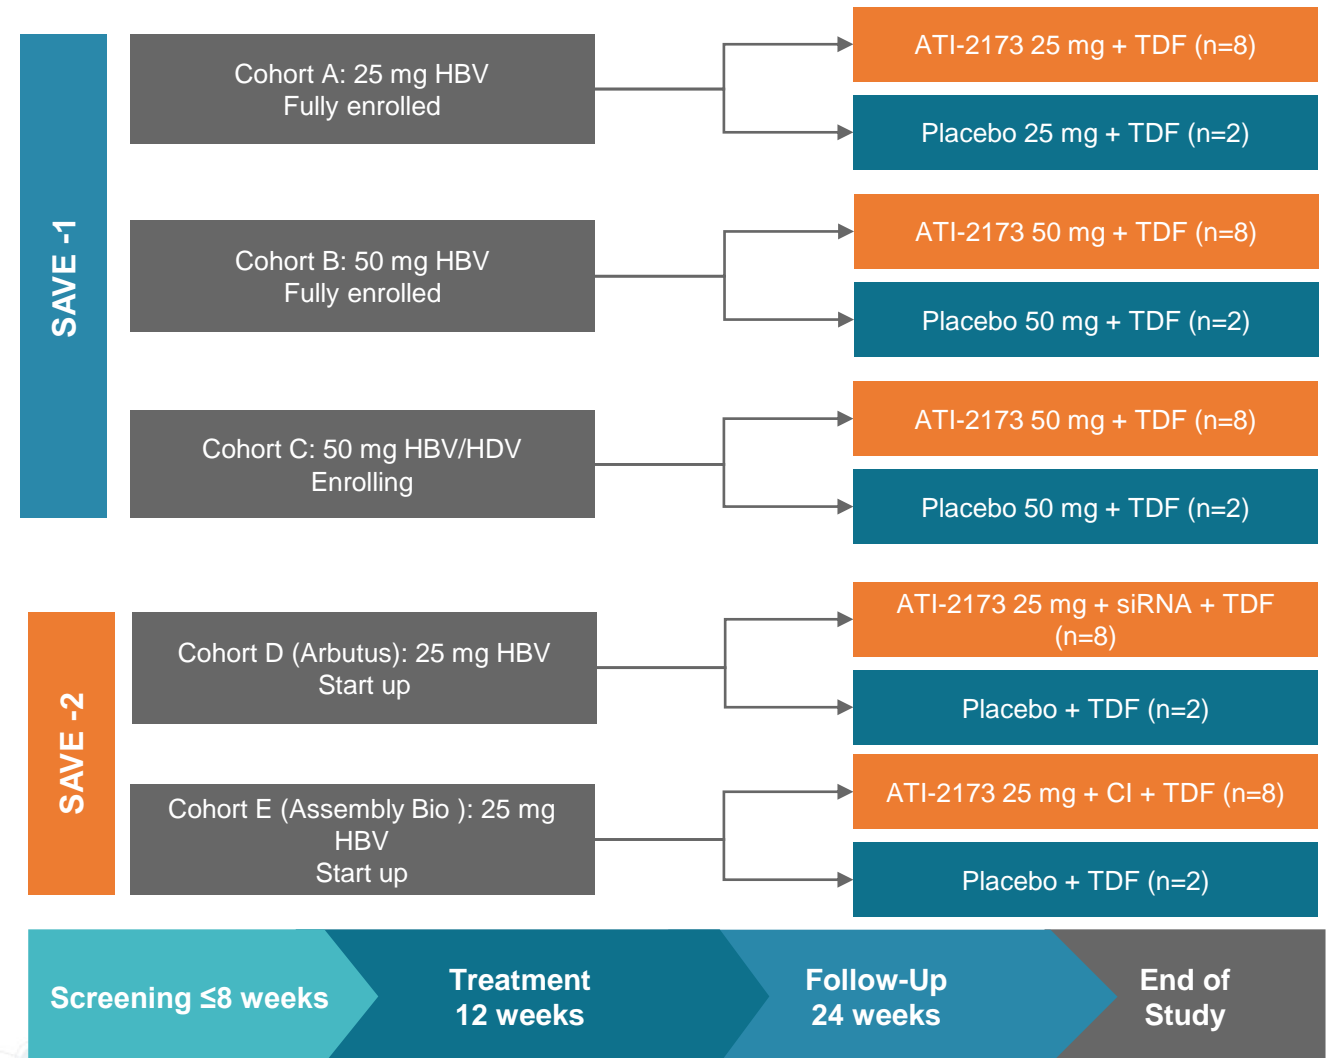 SAVE -1
Cohort A: 25 mg HBV
Fully enrolled
ATI-2173 25 mg + TDF (n=8)
Placebo 25 mg + TDF (n=2)
Cohort B: 50 mg HBV
Fully enrolled
ATI-2173 50 mg + TDF (n=8)
Placebo 50 mg + TDF (n=2)
Cohort C: 50 mg HBV/HDV
Enrolling
ATI-2173 50 mg + TDF (n=8)
Placebo 50 mg + TDF (n=2)
SAVE -2
Cohort D (Arbutus): 25 mg HBV
Start up
ATI-2173 25 mg + siRNA + TDF
(n=8)
Placebo + TDF (n=2)
Cohort E (Assembly Bio ): 25 mg
HBV
Start up
ATI-2173 25 mg + CI + TDF (n=8)
Placebo + TDF (n=2)
Screening ≤8 weeks
Treatment
12 weeks
Follow-Up
24 weeks
End of
Study